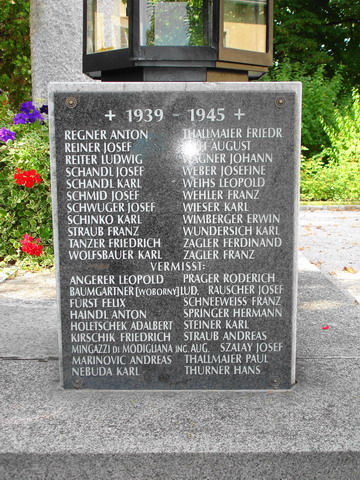 + 1939 - 1945 +
REGNER ANTON THALLMAIER FRIEDR
REINER JOSEF AUGUST
REITER LUDWIG WAGNER JOHANN
SCHANDL JOSEF WEBER JOSEFINE
SCHANDL KARL WEIHS LEOPOLD
SCHMID JOSEF WEHLER FRANZ
SCHWUGER JOSEF WIESER KARL
SCHINKO KARL WIMBERGER ERWIN
STRAUB FRANZ WUNDERSICH KARL
TANZER FRIEDRICH ZAGLER FERDINAND
WOLFSBAUER KARL ZAGLER FRANZ
VERMISST:
ANGERER LEOPOLD PRAGER RODERICH
BAUMGARTNER [WOBORNY] LUD. RAUSCHER JOSEF
FÜRST FELIX SCHNEEWEISS FRANZ
HAINDL ANTON SPRINGER HERMANN
HOLETSCHEK ADALBERT STEINER KARL
KIRSCHIK FRIEDRICH STRAUB ANDREAS
MINGAZZI DI MODIGLIANA ING. AUG. SZALAY JOSEF
MARINOVIC ANDREAS THALLMAIER PAUL
NEBUDA KARL THURNER HANS